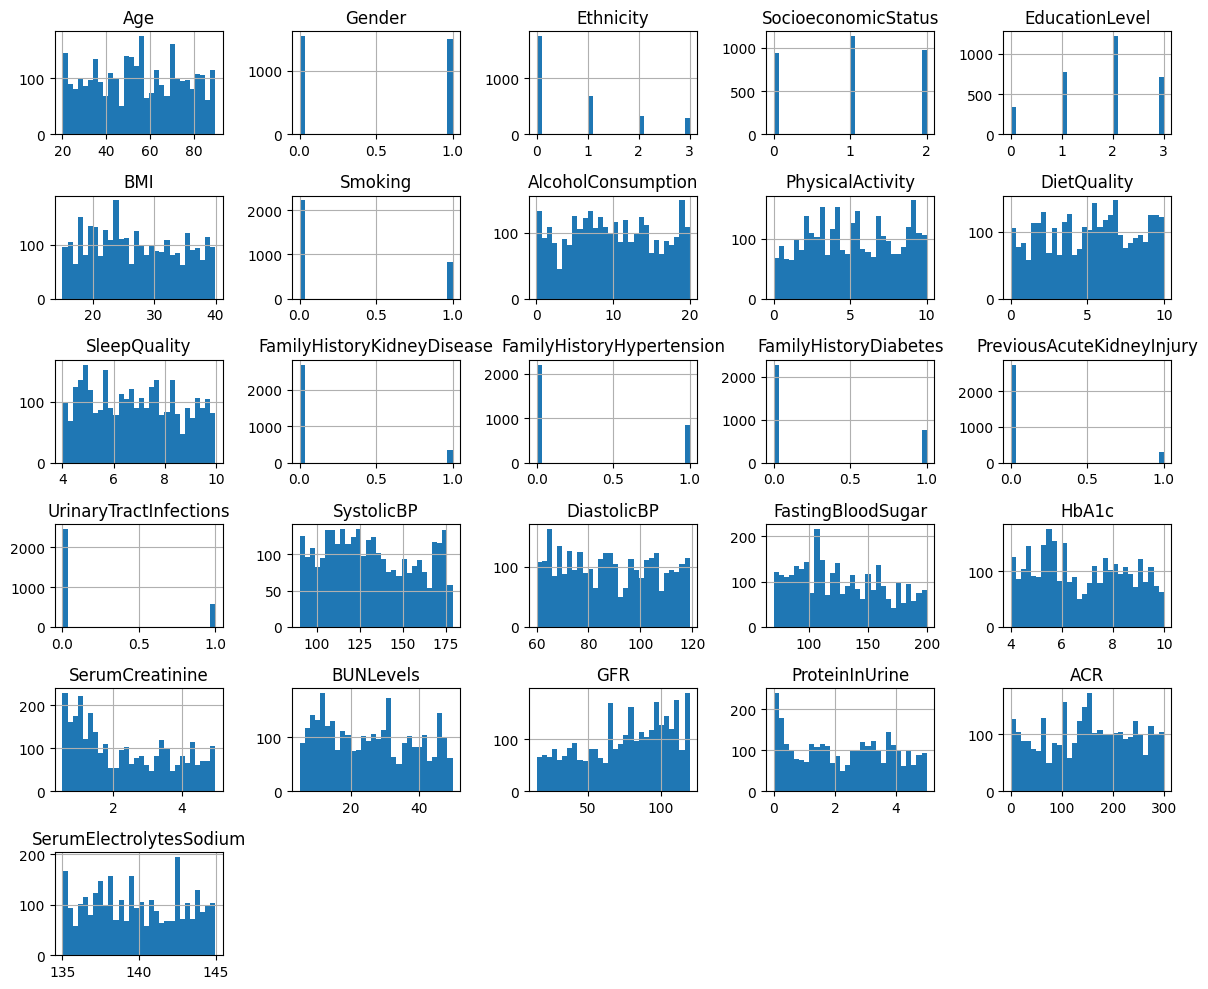 Age
100
0
20 40 60 80
Gender
1000
0
0.0 0.5 1.0
Ethnicity
1000
0
0 1 2 3
SocioeconomicStatus
1000
500
0
0 1 2
EducationLevel
1000
500
0
0 1 2 3
BMI
100
0
20 30 40
Smoking
2000
1000
0
0.0 0.5 1.0
AlcoholConsumption
100
0
0 10 20
PhysicalActivity
100
0
0 5 10
DietQuality
100
0
0 5 10
SleepQuality
100
0
4 6 8 10
FamilyHistoryKidneyDisease
2000
1000
0
0.0 0.5 1.0
FamilyHistoryHypertension
2000
1000
0
0.0 0.5 1.0
FamilyHistoryDiabetes
2000
1000
0
0.0 0.5 1.0
PreviousAcuteKidneyInjury
2000
1000
0
0.0 0.5 1.0
UrinaryTractInfections
2000
1000
0
0.0 0.5 1.0
SystolicBP
100
50
0
100 125 150 175
DiastolicBP
100
0
60 80 100 120
FastingBloodSugar
200
100
0
100 150 200
HbA1c
100
0
4 6 8 10
SerumCreatinine
200
100
0
2 4
BUNLevels
100
0
20 40
GFR
100
0
50 100
ProteinInUrine
200
100
0
0 2 4
ACR
100
0
0 100 200 300
SerumElectrolytesSodium
200
100
0
135 140 145